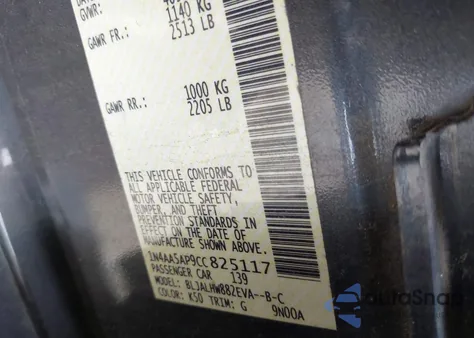 GVWR:
1140 KG
GAWR FR.: 2513 LB
1000 KG
GAWR RR.: 2205 LB
THIS VEHICLE CONFORMS TO
ALL APPLICABLE FEDERAL
MOTOR VEHICLE SAFETY,
BUMPER, AND THEFT
PREVENTION STANDARDS IN
EFFECT ON THE DATE OF
MANUFACTURE SHOWN ABOVE.
1N4AA5AP9CC825117
PASSENGER CAR 139
MODEL: BLJALHW882EVA--B-C
COLOR: K50 TRIM: G 9N00A
AutoSnap